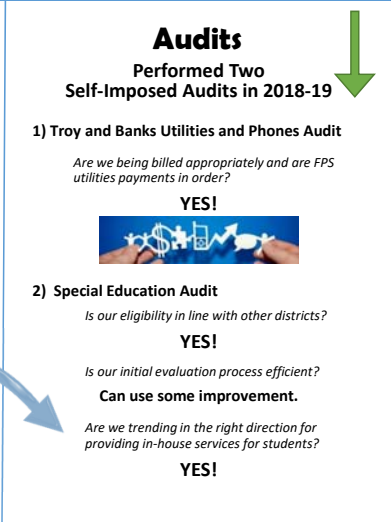 Audits
Performed Two
Self-Imposed Audits in 2018-19
1) Troy and Banks Utilities and Phones Audit
Are we being billed appropriately and are FPS
utilities payments in order?
YES!
2) Special Education Audit
Is our eligibility in line with other districts?
YES!
Is our initial evaluation process efficient?
Can use some improvement.
Are we trending in the right direction for
providing in-house services for students?
YES!